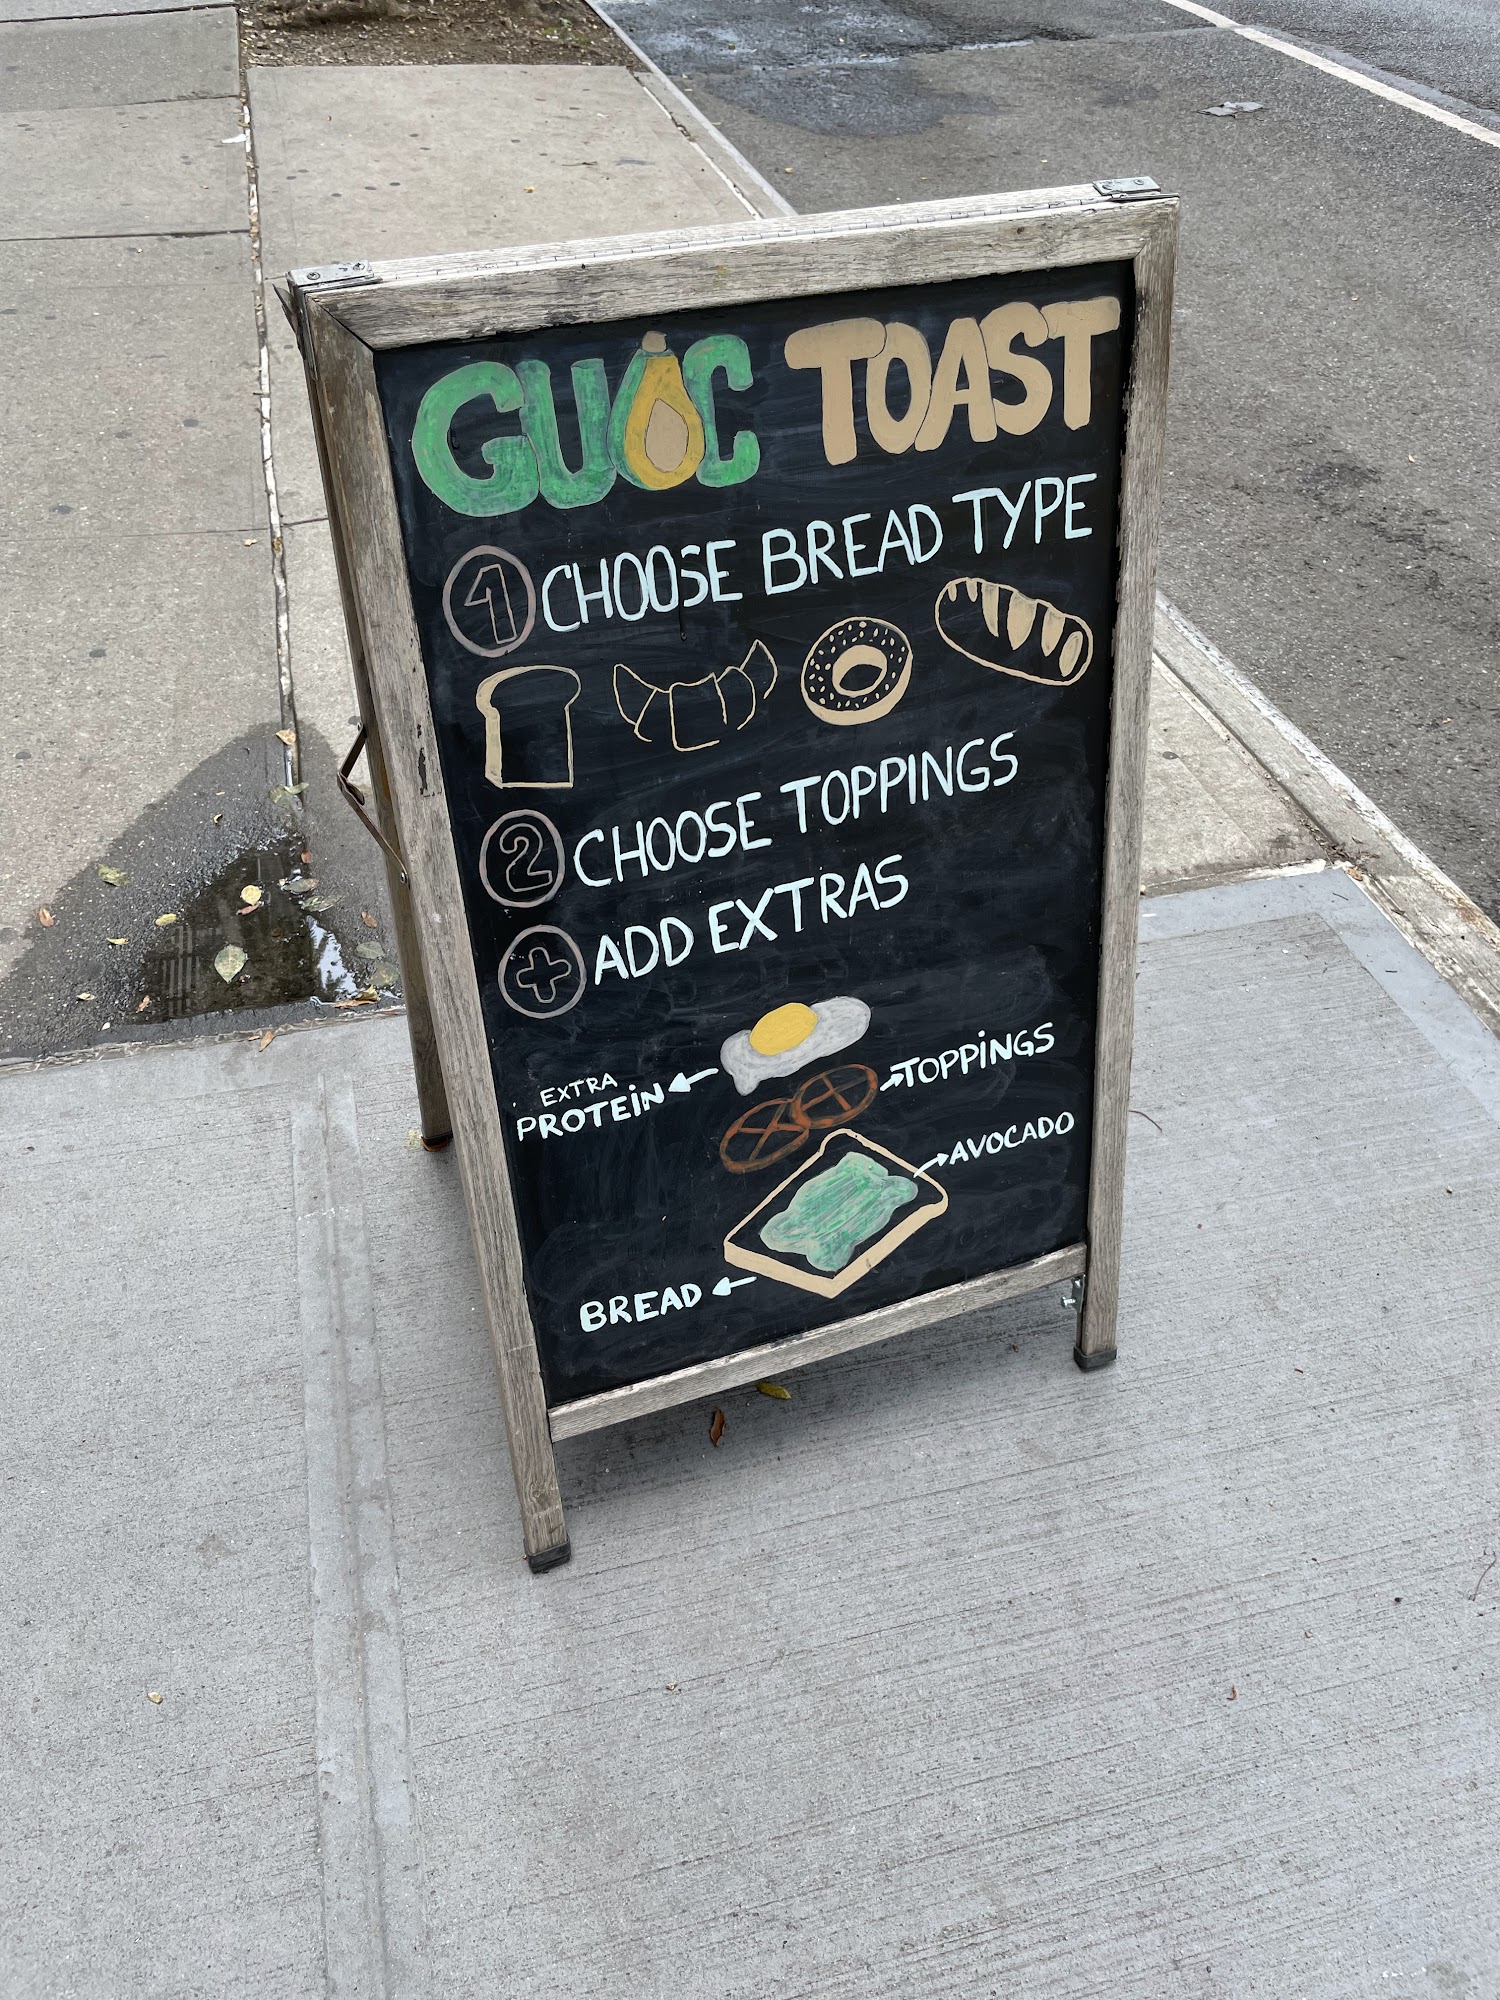 GUAC TOAST
1 CHOOSE BREAD TYPE
2 CHOOSE TOPPINGS
+ ADD EXTRAS
EXTRA
PROTEiN
TOPPiNGS
AVOCADO
BREAD